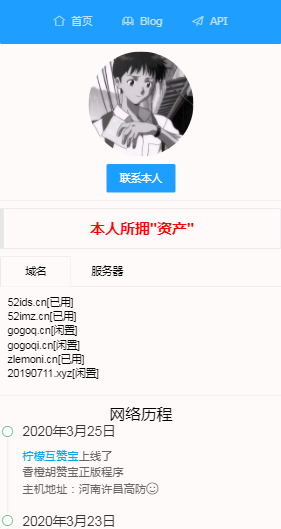 首页 Blog API
联系本人
本人所拥"资产"
域名 服务器
52ids.cn[已用]
52imz.cn[已用]
gogoq.cn[闲置]
gogoqi.cn[闲置]
zlemoni.cn[已用]
20190711.xyz[闲置]
网络历程
2020年3月25日
柠檬互赞宝上线了
香橙胡赞宝正版程序
主机地址：河南许昌高防
2020年3月23日